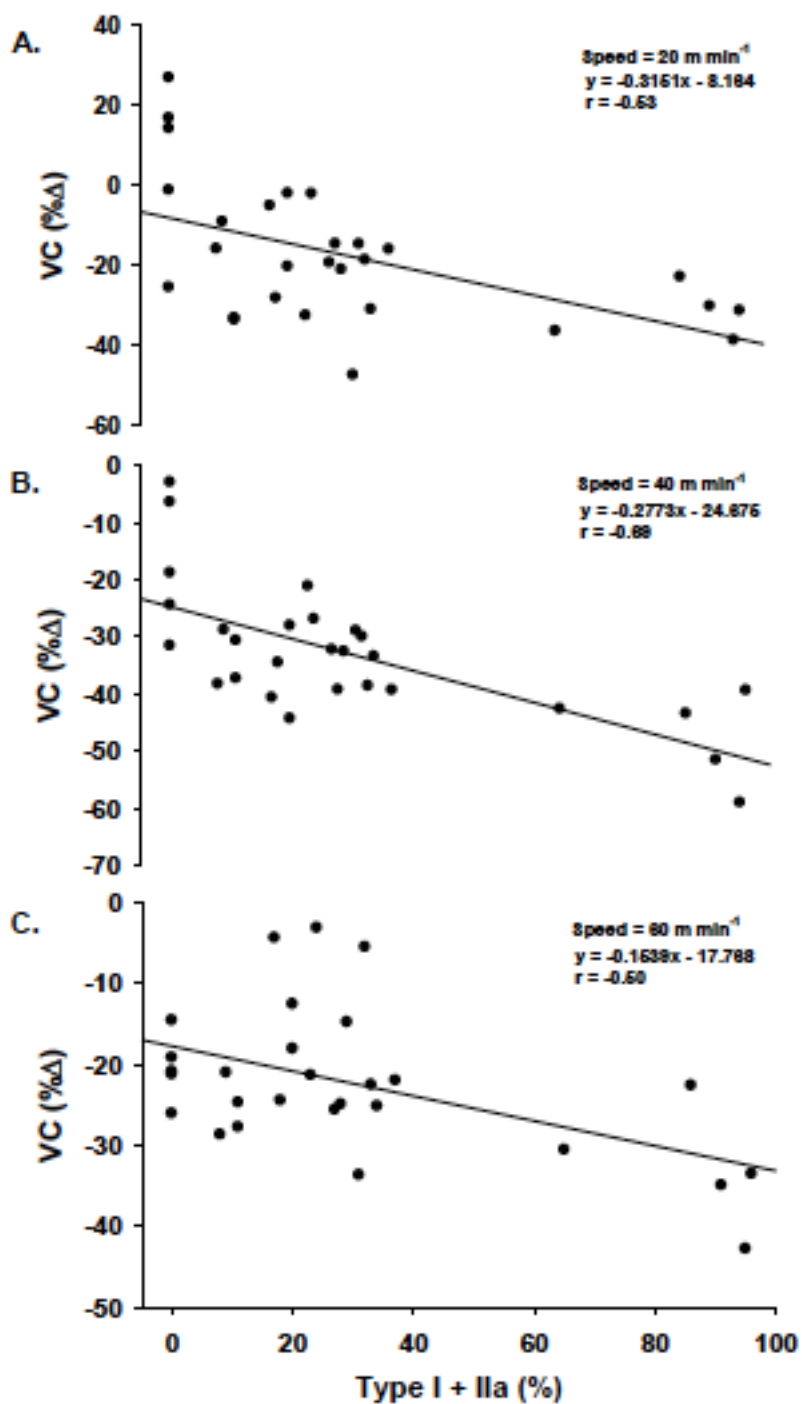 A.
40
20
0
-20
-40
-60
VC (%Δ)
Speed = 20 m min-1
y = -0.3151x - 8.164
r = -0.53
B.
0
-10
-20
-30
-40
-50
-60
-70
VC (%Δ)
Speed = 40 m min-1
y = -0.2773x - 24.675
r = -0.69
C.
0
-10
-20
-30
-40
-50
VC (%Δ)
Speed = 60 m min-1
y = -0.1539x - 17.768
r = -0.50
0 20 40 60 80 100
Type I + IIa (%)